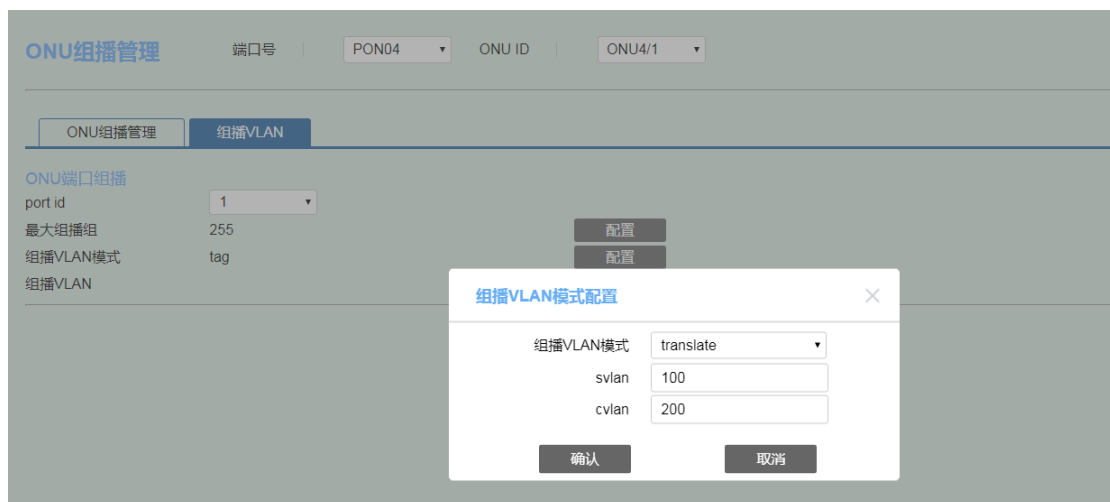 ONU组播管理 端口号 PON04 ONU ID ONU4/1
ONU组播管理 组播VLAN
ONU端口组播
port id 1
最大组播组 255 配置
组播VLAN模式 tag 配置
组播VLAN
组播VLAN模式配置
组播VLAN模式 translate
svlan 100
cvlan 200
确认 取消